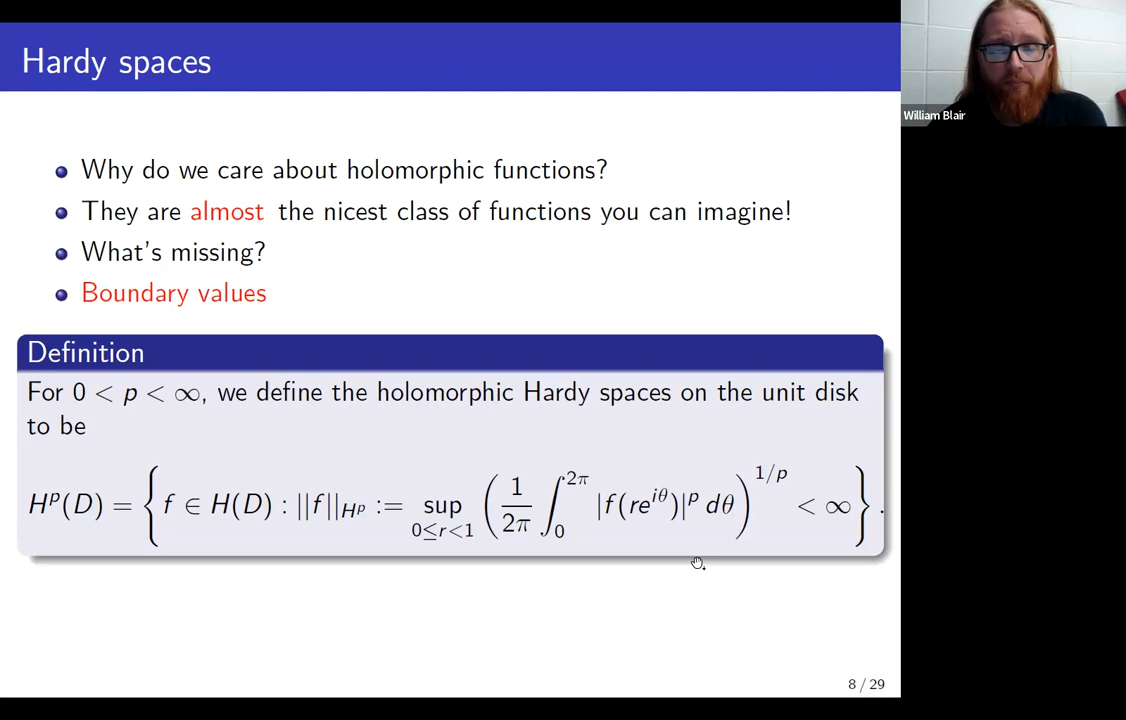 Hardy spaces
William Blair
Why do we care about holomorphic functions?
They are almost the nicest class of functions you can imagine!
What's missing?
Boundary values
Definition
For 0 < p < ∞, we define the holomorphic Hardy spaces on the unit disk
to be
H^p(D) = { f ∈ H(D) : ||f||_{H^p} := sup_{0≤r<1} ( \frac{1}{2π} ∫_0^{2π} |f(re^{iθ})|^p dθ )^{1/p} < ∞ } .
8 / 29